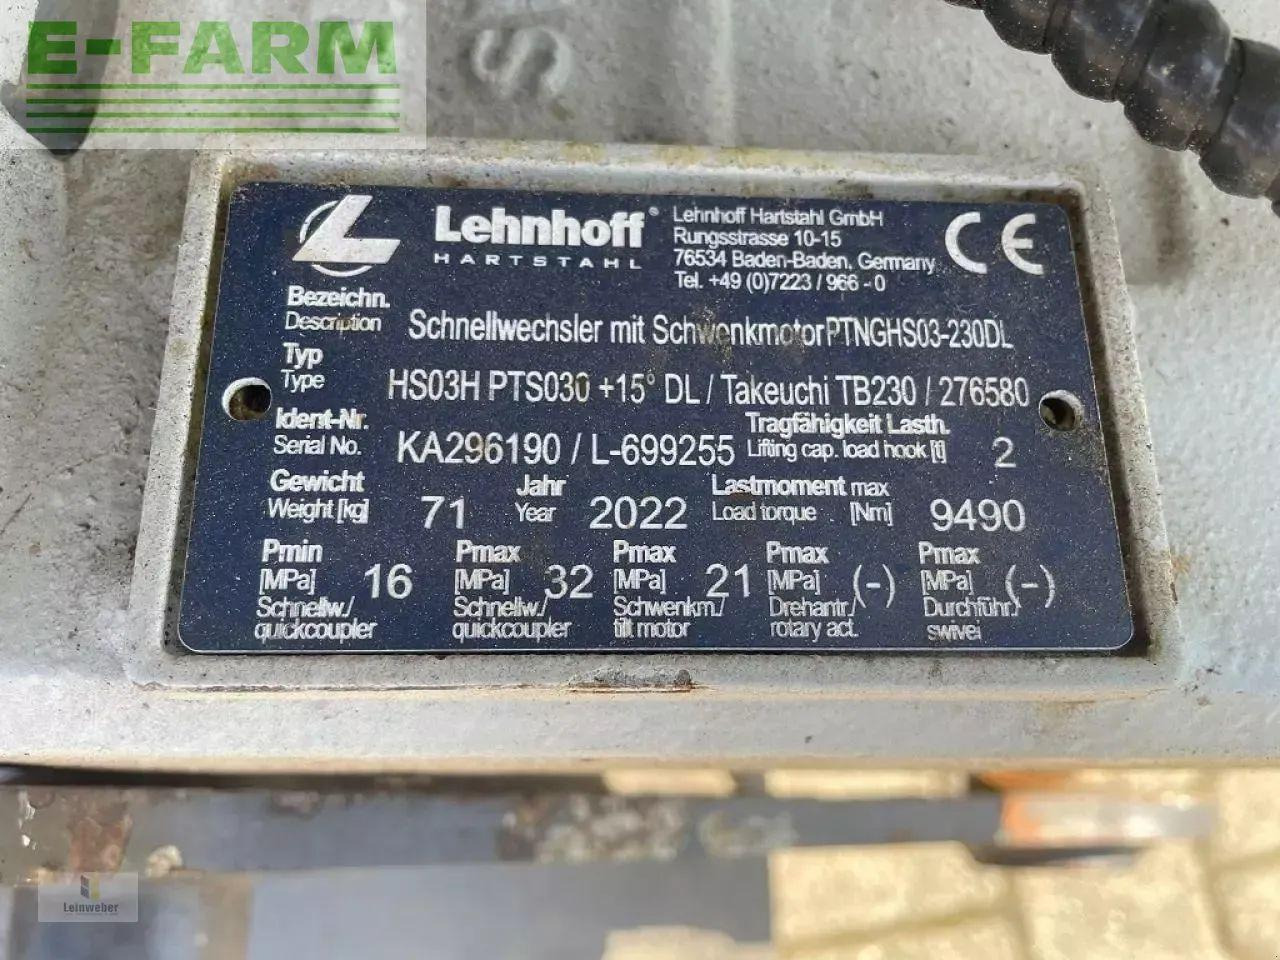 E-FARM
S
Lehnhoff®
HARTSTAHL
Lehnhoff Hartstahl GmbH
Rungsstrasse 10-15
76534 Baden-Baden, Germany
Tel. +49 (0)7223 / 966 - 0
CE
Bezeichn.
Description
Schnellwechsler mit SchwenkmotorPTNGHS03-230DL
Typ
Type
HS03H PTS030 +15° DL / Takeuchi TB230 / 276580
Ident-Nr.
Serial No.
KA296190 / L-699255
Tragfähigkeit Lasth.
Lifting cap. load hook [t]
2
Gewicht
Weight [kg]
71
Jahr
Year
2022
Lastmoment max
Load torque [Nm]
9490
Pmin
[MPa]
16
Schnellw./
quickcoupler
Pmax
[MPa]
32
Schnellw./
quickcoupler
Pmax
[MPa]
21
Schwenkm./
tilt motor
Pmax
[MPa]
(-)
Drehantr./
rotary act.
Pmax
[MPa]
(-)
Durchführ./
swivel
Leinweber